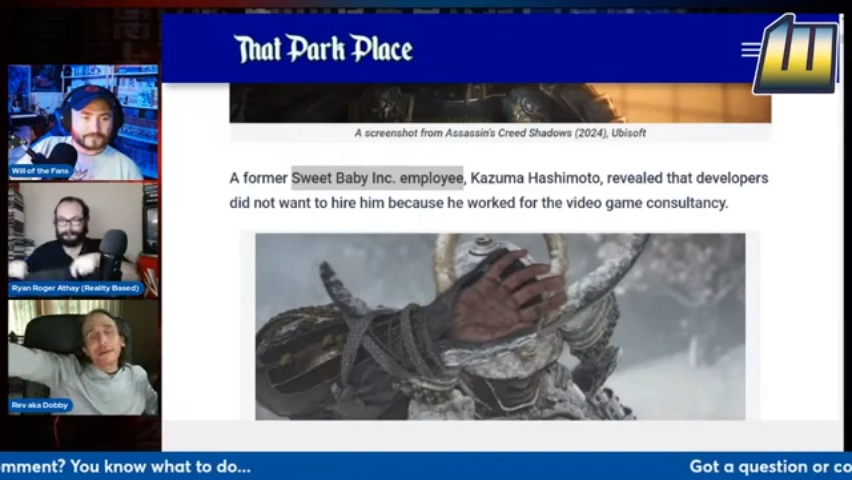 That Park Place
A screenshot from Assassin's Creed Shadows (2024), Ubisoft
A former Sweet Baby Inc. employee, Kazuma Hashimoto, revealed that developers
did not want to hire him because he worked for the video game consultancy.
Will of the Fans
Ryan Roger Athay (Reality Based)
Rev aka Dobby
omment? You know what to do...
Got a question or co